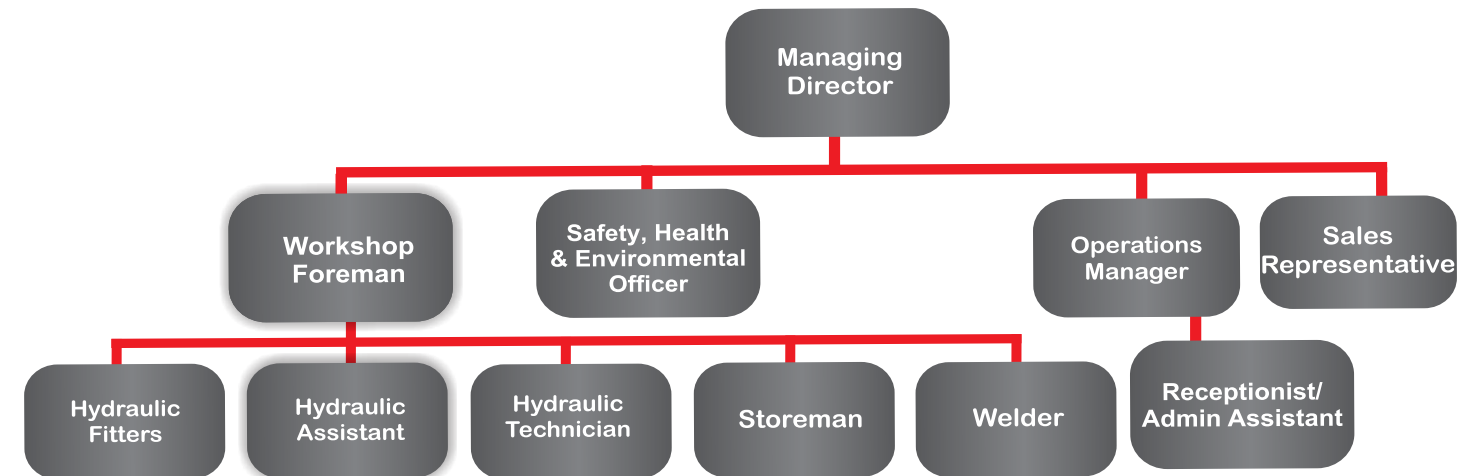 Managing
Director
Workshop
Foreman
Safety, Health
& Environmental
Officer
Operations
Manager
Sales
Representative
Hydraulic
Fitters
Hydraulic
Assistant
Hydraulic
Technician
Storeman
Welder
Receptionist/
Admin Assistant